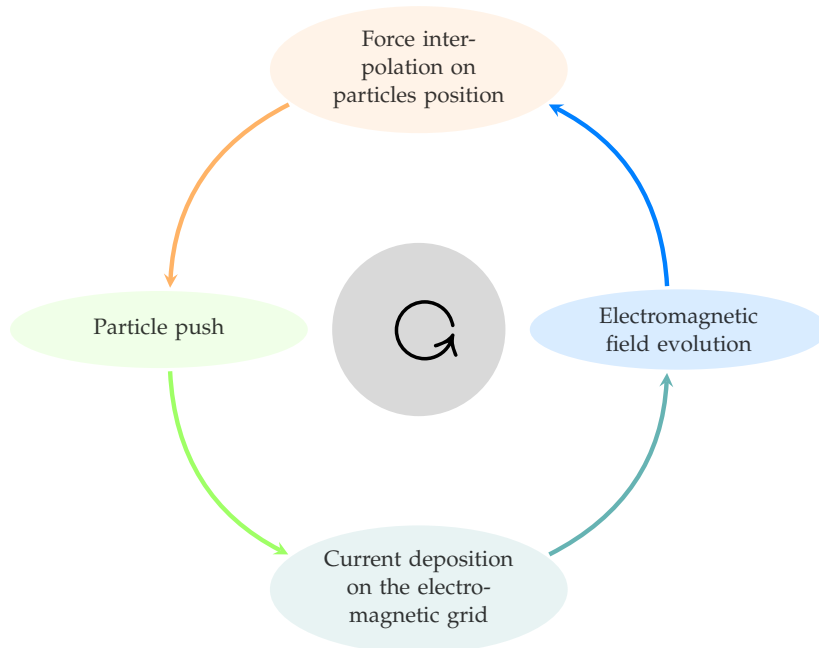 Force inter-
polation on
particles position
Particle push
Electromagnetic
field evolution
Current deposition
on the electro-
magnetic grid